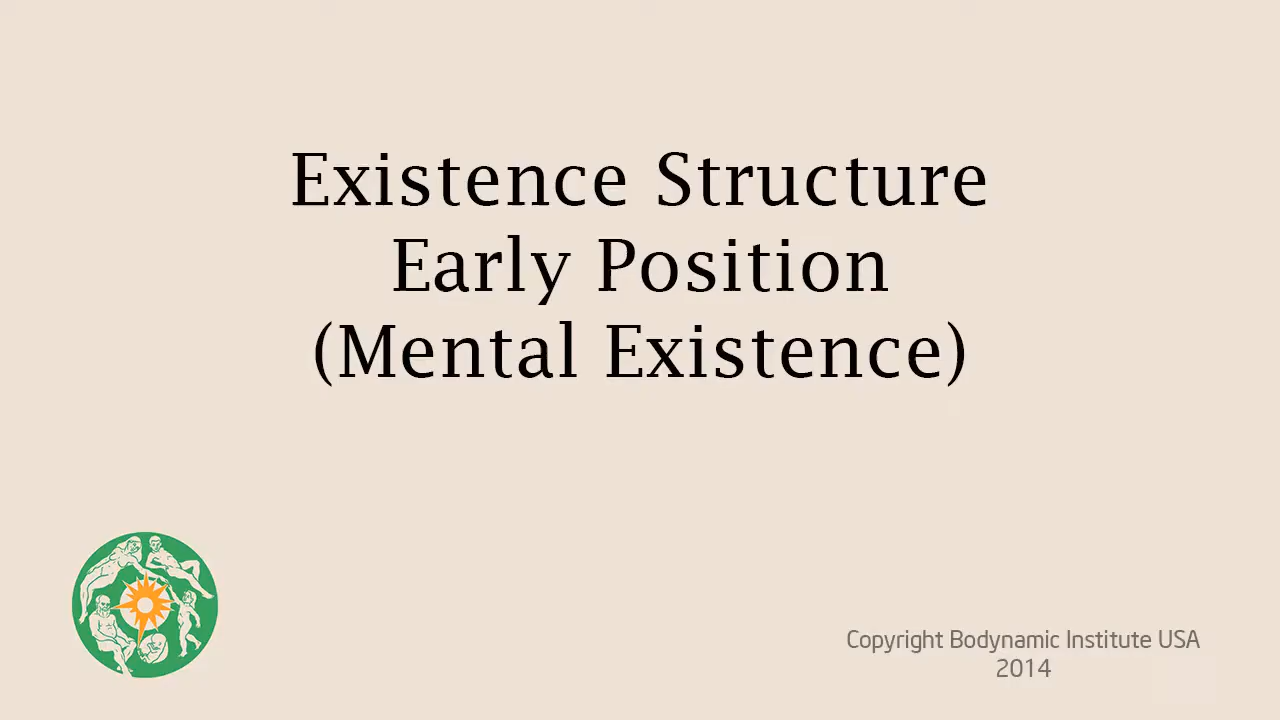 Existence Structure
Early Position
(Mental Existence)
Copyright Bodynamic Institute USA
2014